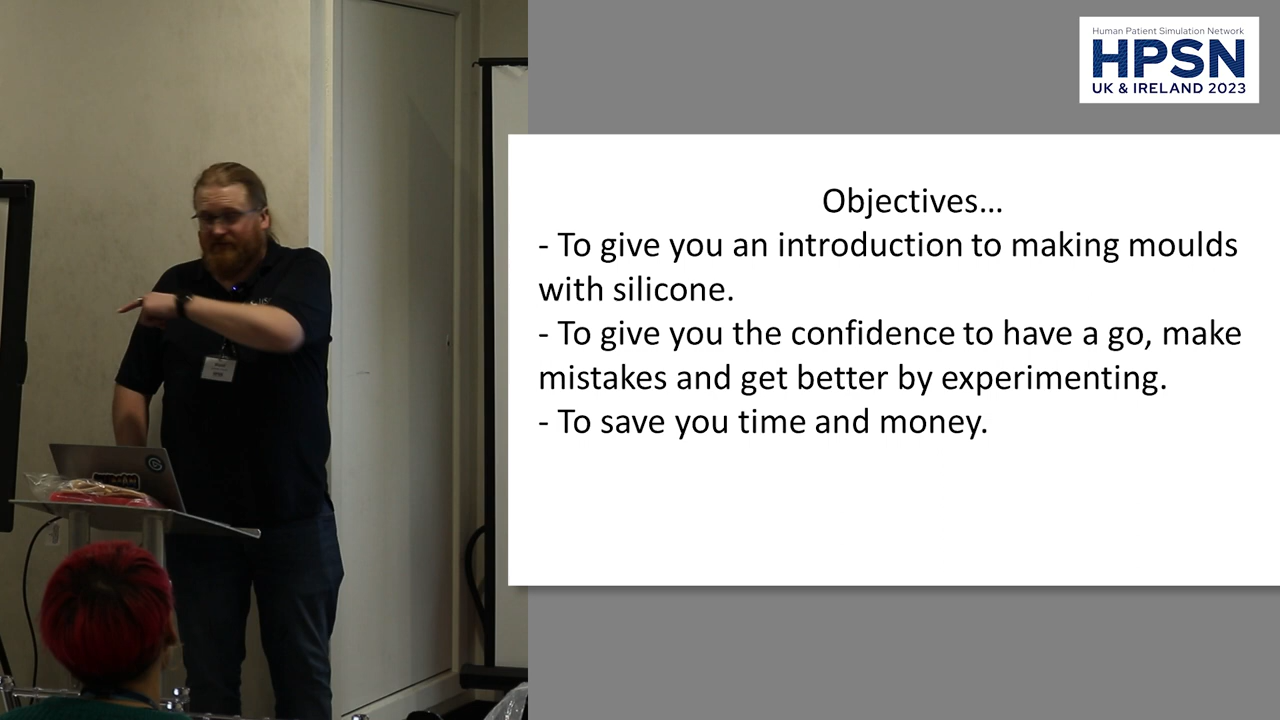 Human Patient Simulation Network
HPSN
UK & IRELAND 2023
Objectives...
- To give you an introduction to making moulds
with silicone.
- To give you the confidence to have a go, make
mistakes and get better by experimenting.
- To save you time and money.